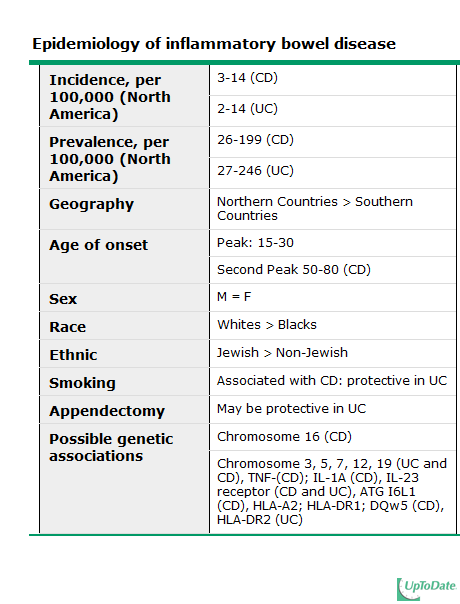 Epidemiology of inflammatory bowel disease
Incidence, per
100,000 (North
America)
3-14 (CD)
2-14 (UC)
Prevalence, per
100,000 (North
America)
26-199 (CD)
27-246 (UC)
Geography
Northern Countries > Southern
Countries
Age of onset
Peak: 15-30
Second Peak 50-80 (CD)
Sex
M = F
Race
Whites > Blacks
Ethnic
Jewish > Non-Jewish
Smoking
Associated with CD: protective in UC
Appendectomy
May be protective in UC
Possible genetic
associations
Chromosome 16 (CD)
Chromosome 3, 5, 7, 12, 19 (UC and
CD), TNF-(CD); IL-1A (CD), IL-23
receptor (CD and UC), ATG I6L1
(CD), HLA-A2; HLA-DR1; DQw5 (CD),
HLA-DR2 (UC)
UpToDate